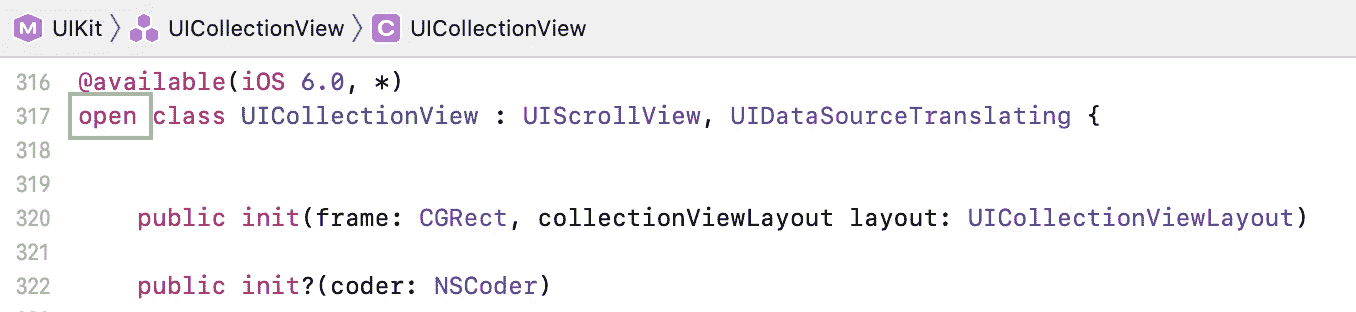 M UIKit 〉 UICollectionView 〉 C UICollectionView
316 @available(iOS 6.0, *)
317 open class UICollectionView : UIScrollView, UIDataSourceTranslating {
318
319
320 public init(frame: CGRect, collectionViewLayout layout: UICollectionViewLayout)
321
322 public init?(coder: NSCoder)